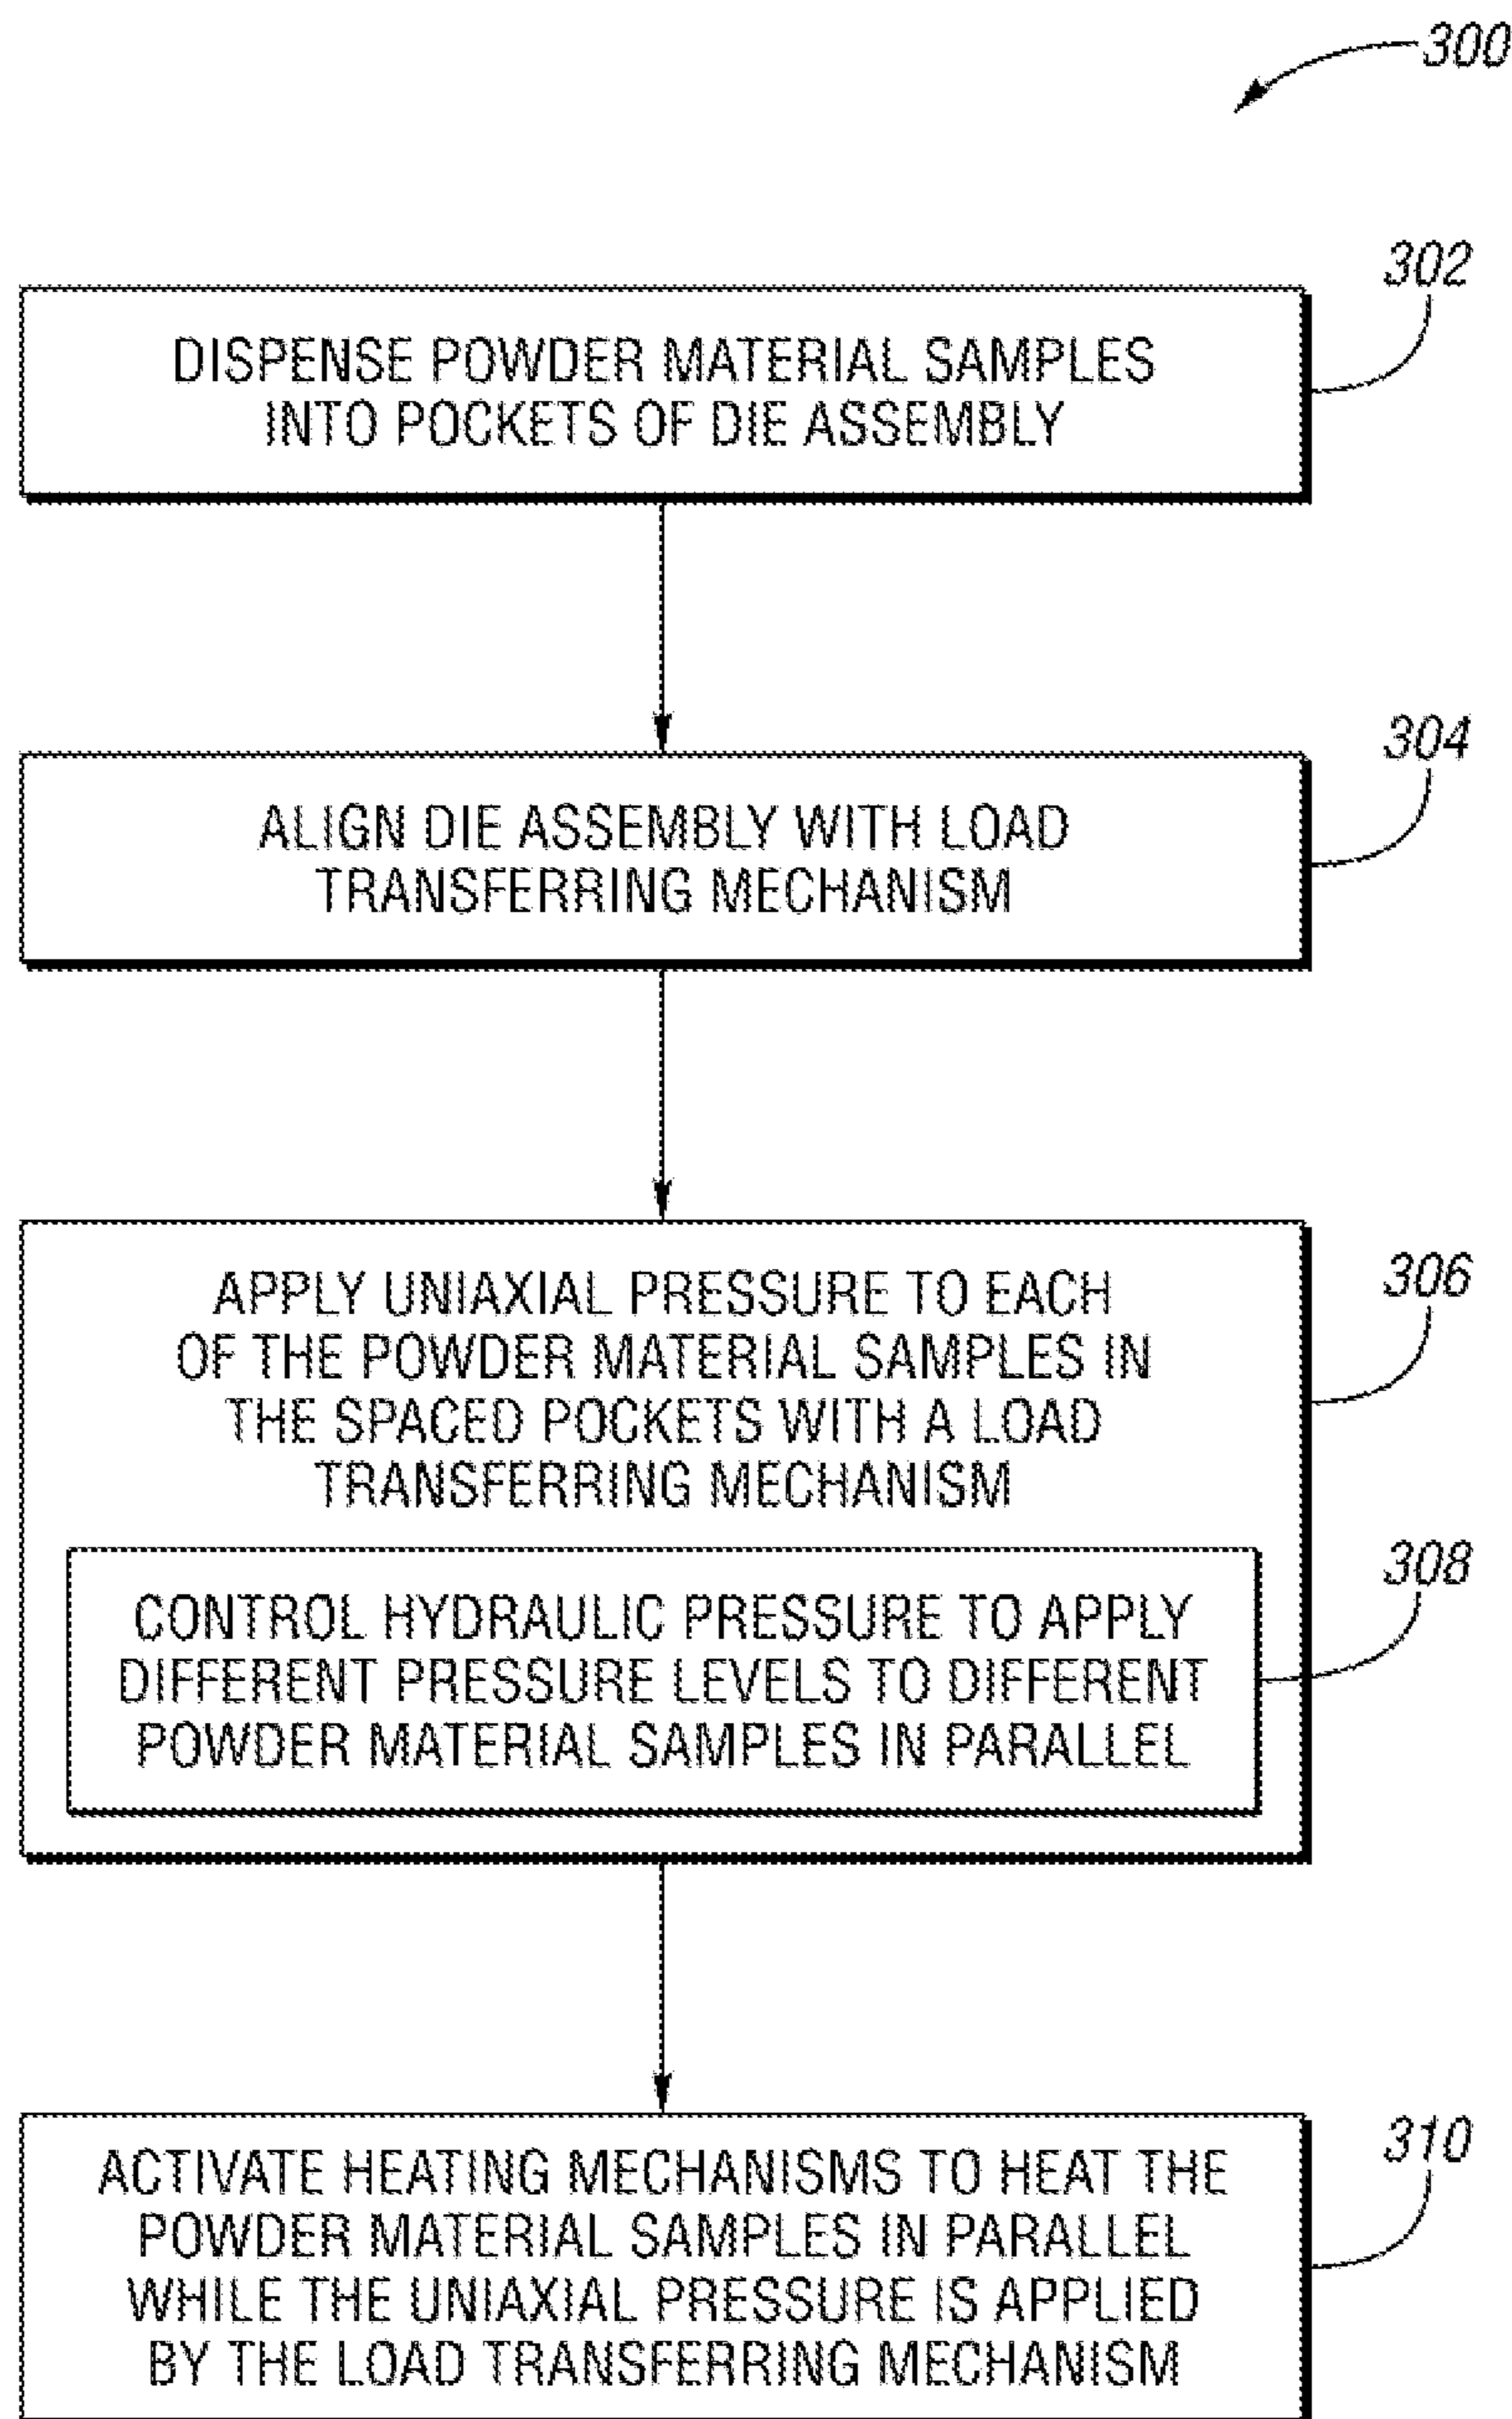 300
302
DISPENSE POWDER MATERIAL SAMPLES
INTO POCKETS OF DIE ASSEMBLY
304
ALIGN DIE ASSEMBLY WITH LOAD
TRANSFERRING MECHANISM
306
APPLY UNIAXIAL PRESSURE TO EACH
OF THE POWDER MATERIAL SAMPLES IN
THE SPACED POCKETS WITH A LOAD
TRANSFERRING MECHANISM
308
CONTROL HYDRAULIC PRESSURE TO APPLY
DIFFERENT PRESSURE LEVELS TO DIFFERENT
POWDER MATERIAL SAMPLES IN PARALLEL
310
ACTIVATE HEATING MECHANISMS TO HEAT THE
POWDER MATERIAL SAMPLES IN PARALLEL
WHILE THE UNIAXIAL PRESSURE IS APPLIED
BY THE LOAD TRANSFERRING MECHANISM